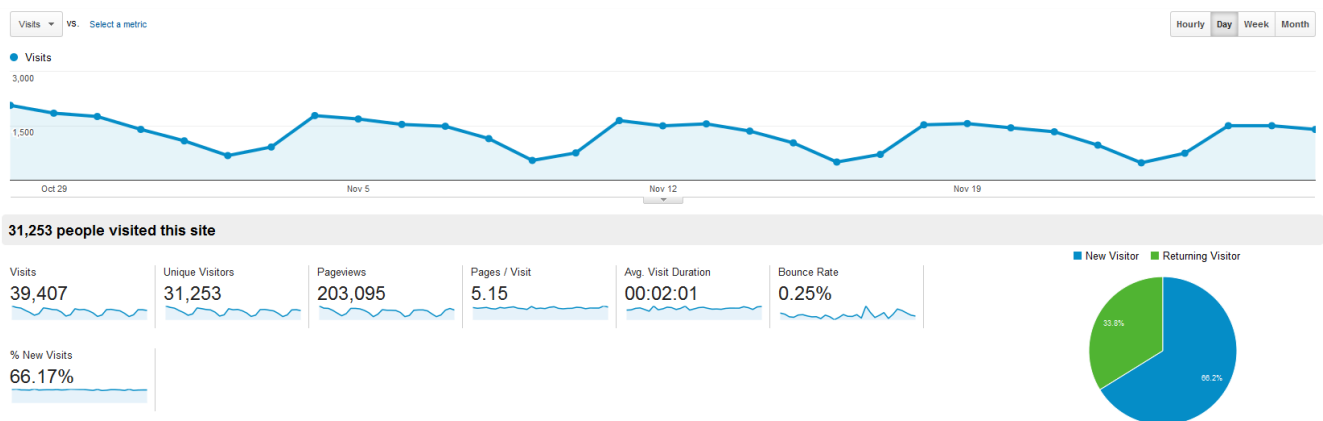 Visits vs. Select a metric Hourly Day Week Month
Visits
3,000
1,500
Oct 29 Nov 5 Nov 12 Nov 19
31,253 people visited this site
New Visitor Returning Visitor
Visits Unique Visitors Pageviews Pages / Visit Avg. Visit Duration Bounce Rate
39,407 31,253 203,095 5.15 00:02:01 0.25%
33.8%
% New Visits
66.17%
66.2%